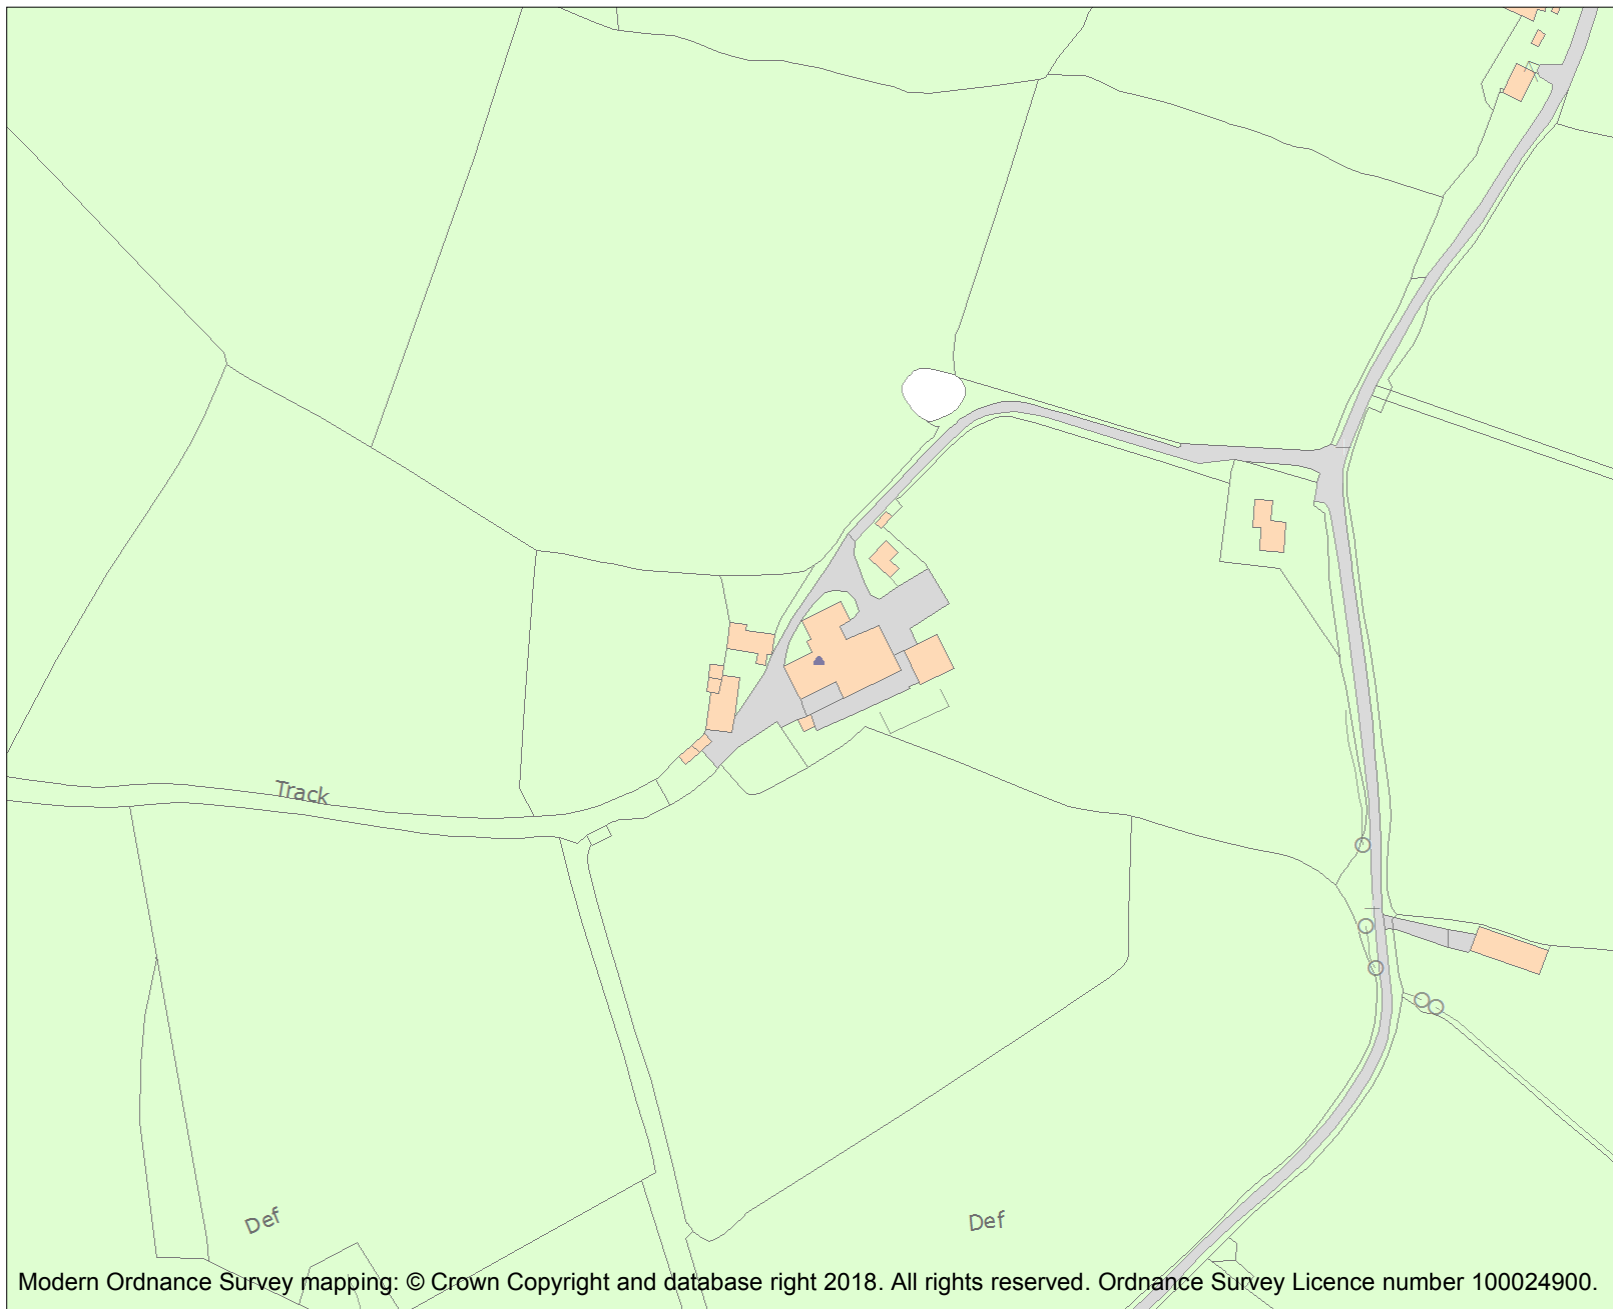 Track
Def
Def
Modern Ordnance Survey mapping: © Crown Copyright and database right 2018. All rights reserved. Ordnance Survey Licence number 100024900.